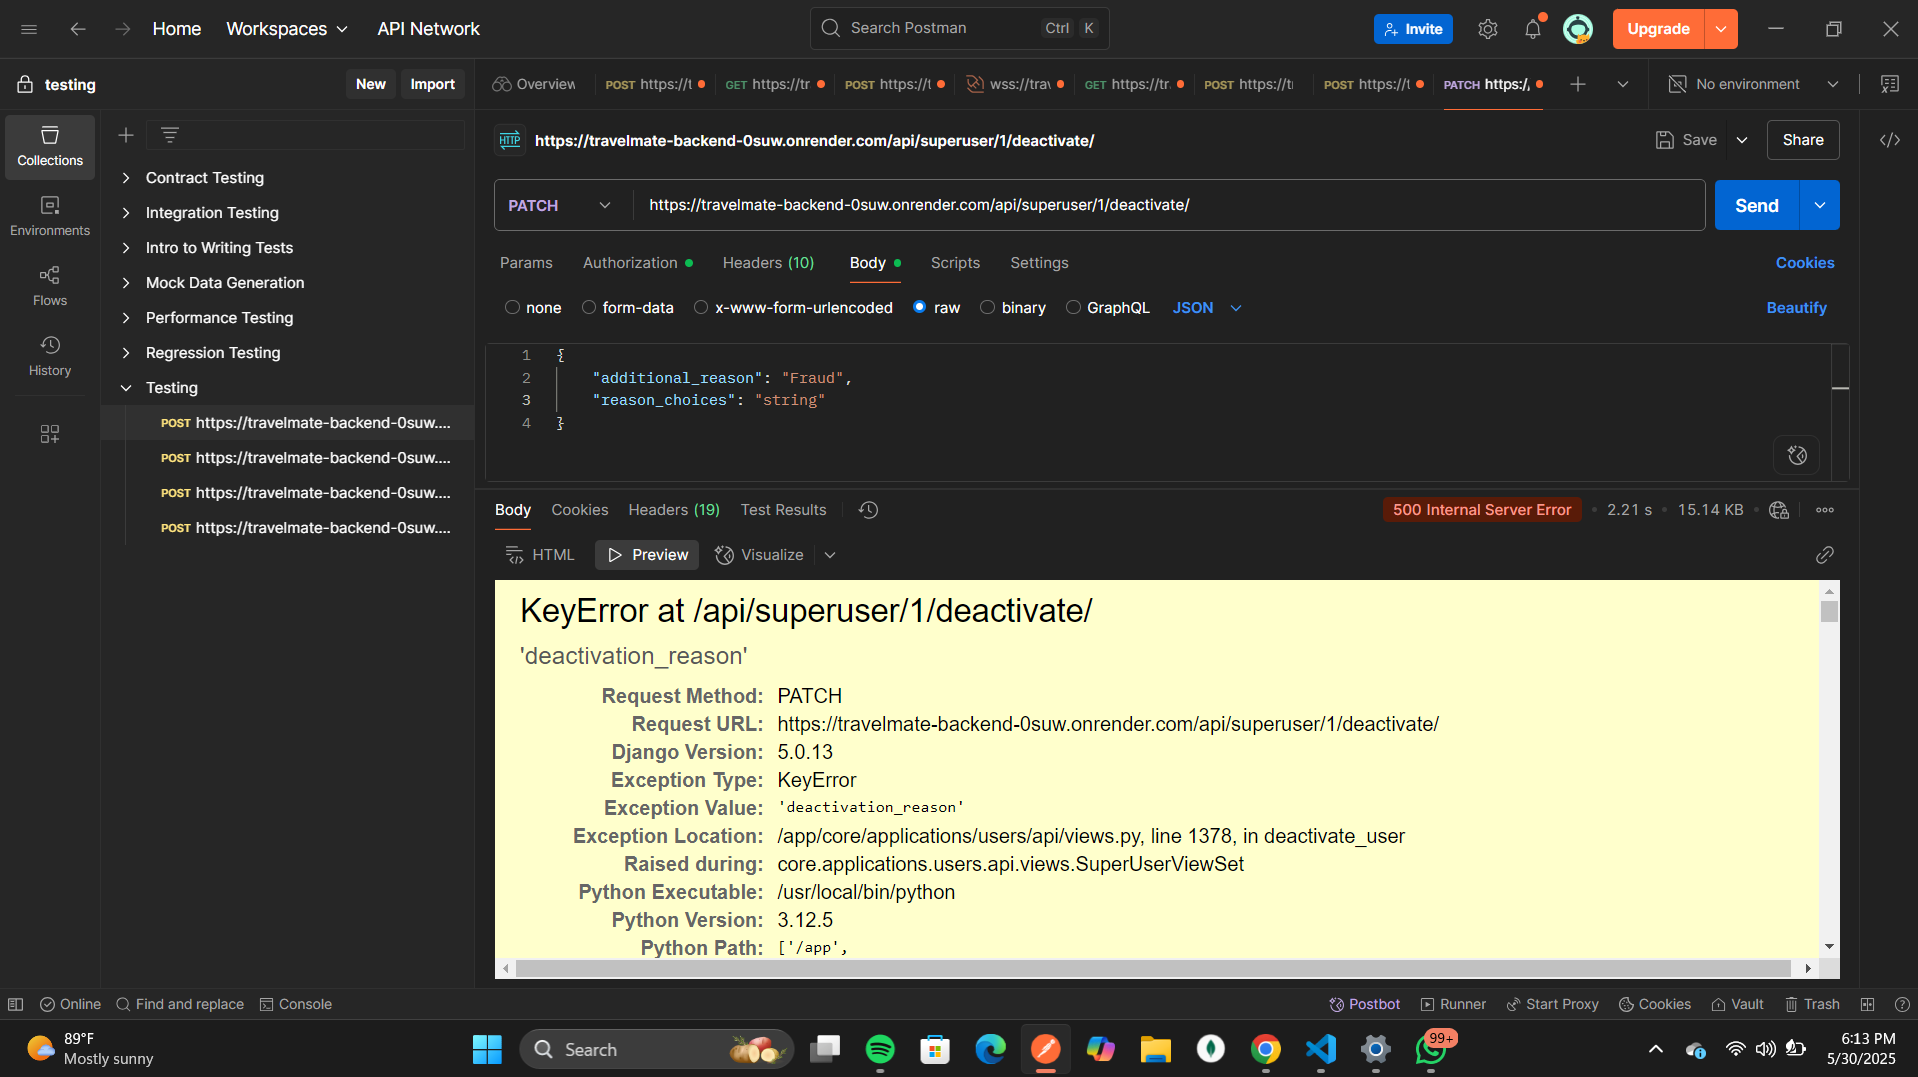 Home Workspaces API Network Search Postman Ctrl K Invite Upgrade
testing New Import Overview POST https://t GET https://tr POST https://t wss://trav GET https://tr. POST https://tr POST https://t PATCH https:/, No environment
Collections
Environments
Flows
History
Contract Testing
Integration Testing
Intro to Writing Tests
Mock Data Generation
Performance Testing
Regression Testing
Testing
POST https://travelmate-backend-0suw....
POST https://travelmate-backend-0suw....
POST https://travelmate-backend-0suw....
POST https://travelmate-backend-0suw....
HTTP https://travelmate-backend-0suw.onrender.com/api/superuser/1/deactivate/ Save Share
PATCH https://travelmate-backend-0suw.onrender.com/api/superuser/1/deactivate/ Send
Params Authorization Headers (10) Body Scripts Settings Cookies
none form-data x-www-form-urlencoded raw binary GraphQL JSON Beautify
1 {
2 "additional_reason": "Fraud",
3 "reason_choices": "string"
4 }
Body Cookies Headers (19) Test Results 500 Internal Server Error 2.21 s 15.14 KB
HTML Preview Visualize
KeyError at /api/superuser/1/deactivate/
'deactivation_reason'
Request Method: PATCH
Request URL: https://travelmate-backend-0suw.onrender.com/api/superuser/1/deactivate/
Django Version: 5.0.13
Exception Type: KeyError
Exception Value: 'deactivation_reason'
Exception Location: /app/core/applications/users/api/views.py, line 1378, in deactivate_user
Raised during: core.applications.users.api.views.SuperUserViewSet
Python Executable: /usr/local/bin/python
Python Version: 3.12.5
Python Path: ['/app',
Online Find and replace Console Postbot Runner Start Proxy Cookies Vault Trash
89°F
Mostly sunny
Search
99+
6:13 PM
5/30/2025